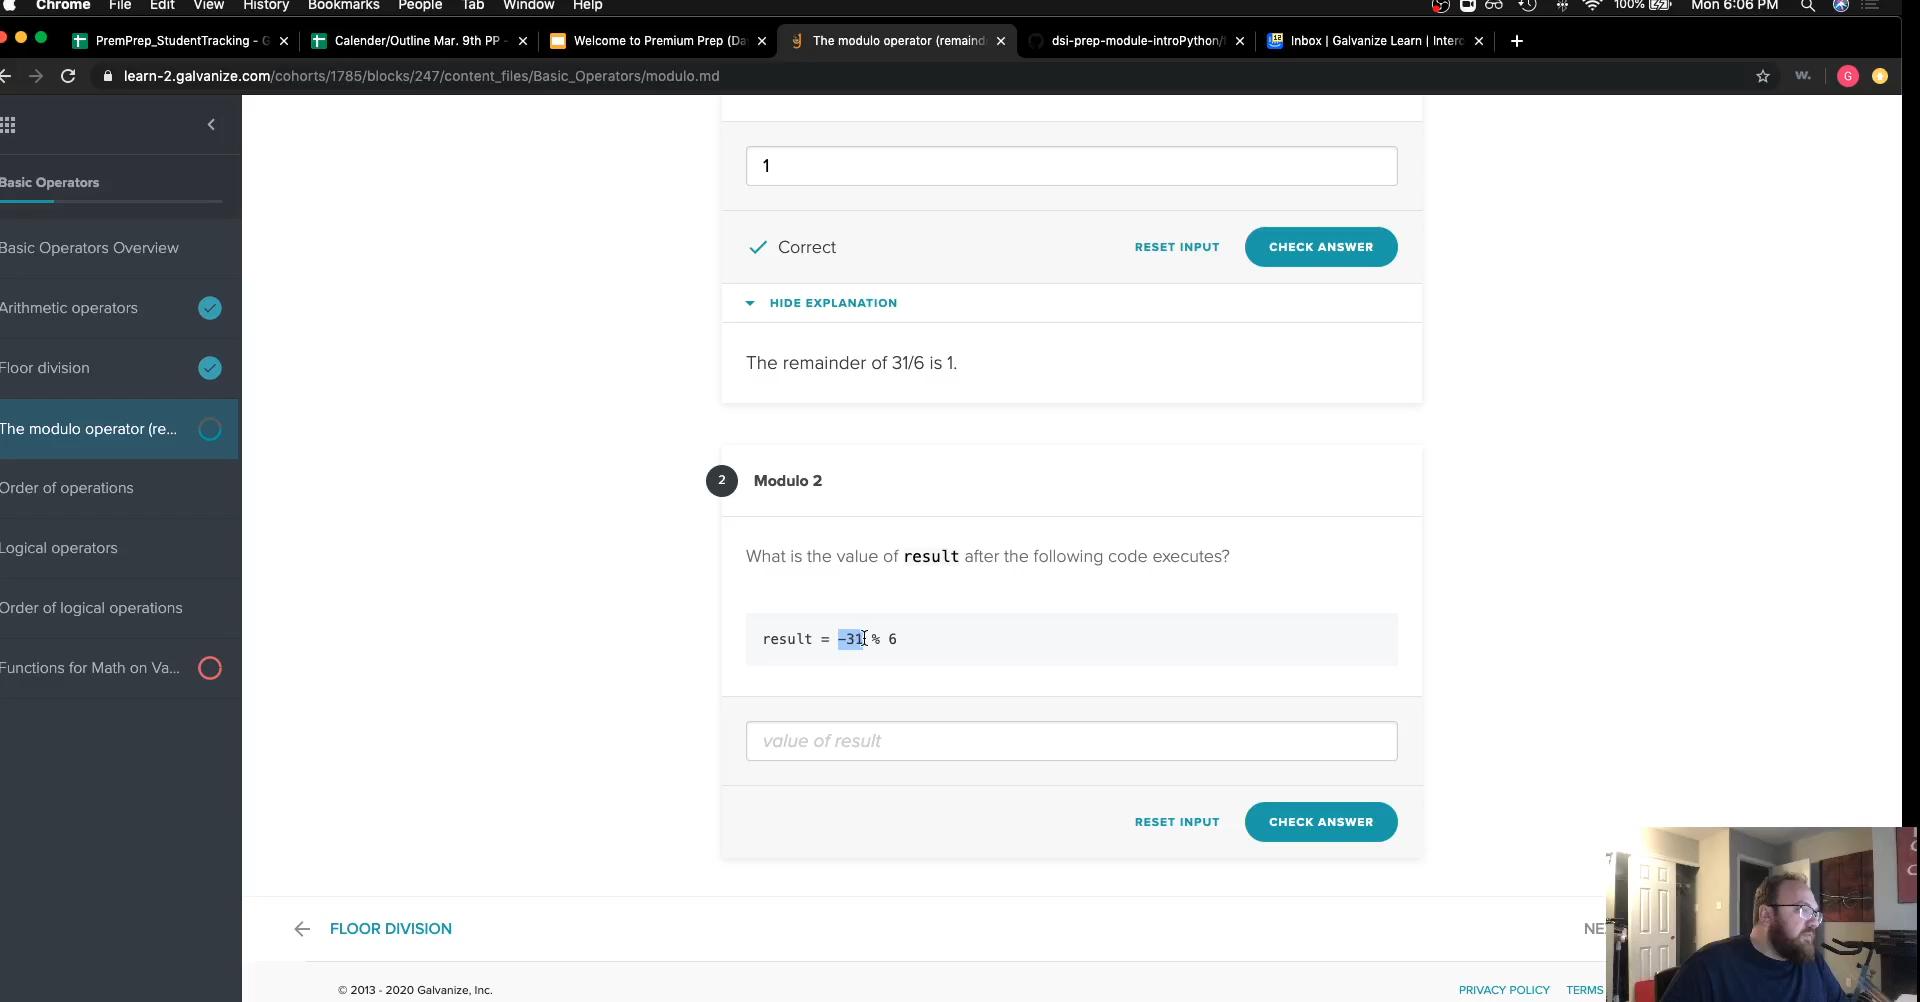 Chrome File Edit View History Bookmarks People Tab Window Help 100% Mon 6:06 PM
PremPrep_StudentTracking - G Calender/Outline Mar. 9th PP - Welcome to Premium Prep (Da The modulo operator (remaind dsi-prep-module-introPython/ Inbox | Galvanize Learn | Inter
learn-2.galvanize.com/cohorts/1785/blocks/247/content_files/Basic_Operators/modulo.md w. G
Basic Operators
Basic Operators Overview
Arithmetic operators
Floor division
The modulo operator (re...
Order of operations
Logical operators
Order of logical operations
Functions for Math on Va...
1
Correct RESET INPUT CHECK ANSWER
HIDE EXPLANATION
The remainder of 31/6 is 1.
2 Modulo 2
What is the value of result after the following code executes?
result = -31 % 6
value of result
RESET INPUT CHECK ANSWER
FLOOR DIVISION
© 2013 - 2020 Galvanize, Inc. PRIVACY POLICY TERMS